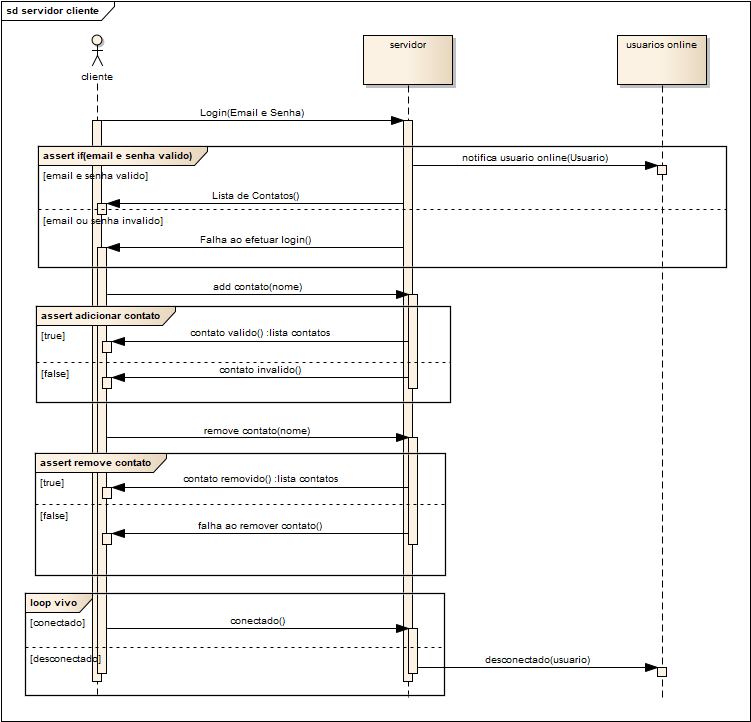 sd servidor cliente
cliente
servidor
usuarios online
Login(Email e Senha)
assert if(email e senha valido)
notifica usuario online(Usuario)
[email e senha valido]
Lista de Contatos()
[email ou senha invalido]
Falha ao efetuar login()
add contato(nome)
assert adicionar contato
[true]
contato valido() :lista contatos
[false]
contato invalido()
remove contato(nome)
assert remove contato
[true]
contato removido() :lista contatos
[false]
falha ao remover contato()
loop vivo
[conectado]
conectado()
[desconectado]
desconectado(usuario)